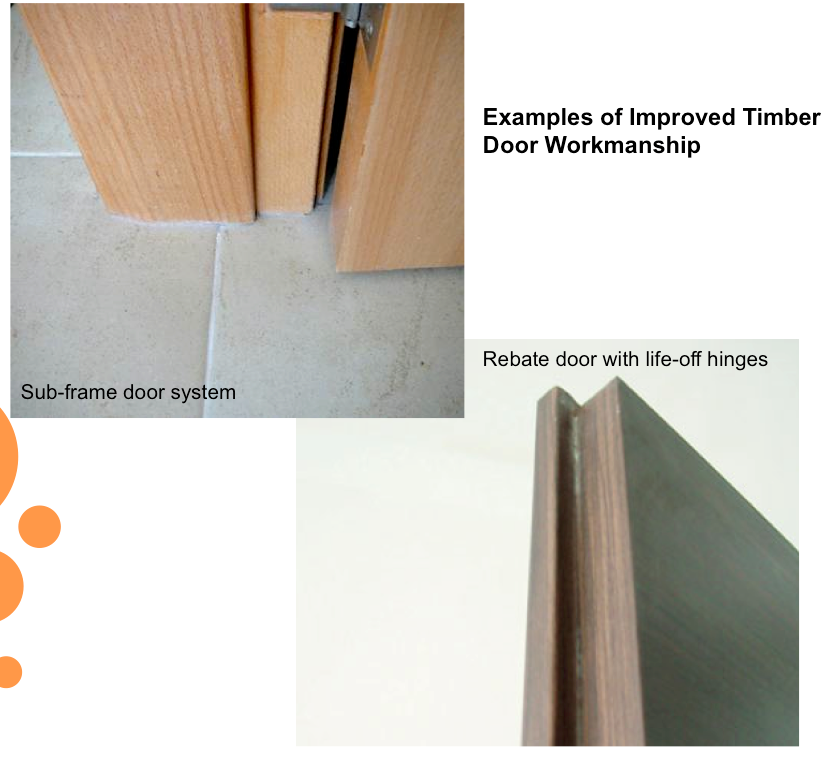 Examples of Improved Timber
Door Workmanship
Rebate door with life-off hinges
Sub-frame door system